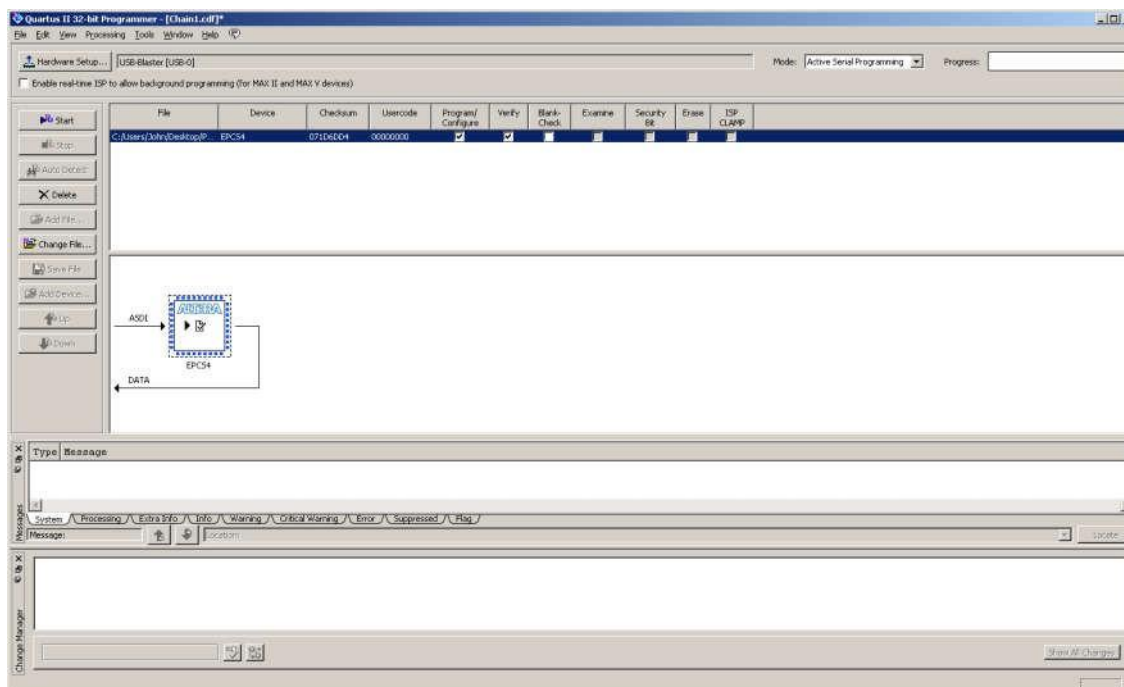 Quartus II 32-bit Programmer - [Chain1.cdf]*
File Edit View Processing Tools Window Help
Hardware Setup... USB-Blaster [USB-0] Mode: Active Serial Programming Progress:
Enable real-time ISP to allow background programming (for MAX II and MAX V devices)
Start
Stop
Auto Detect
Delete
Add File...
Change File...
Save File
Add Device...
Up
Down
File Device Checksum Usercode Program/Configure Verify Blank-Check Examine Security Bit Erase ISP CLAMP
C:/Users/John/Desktop/P... EPCS4 071D6DD4 00000000
ALTERA
ASDI
EPCS4
DATA
Type Message
System Processing Extra Info Info Warning Critical Warning Error Suppressed Flag
Messages
Message: Location: Locate
Change Manager
Show All Changes